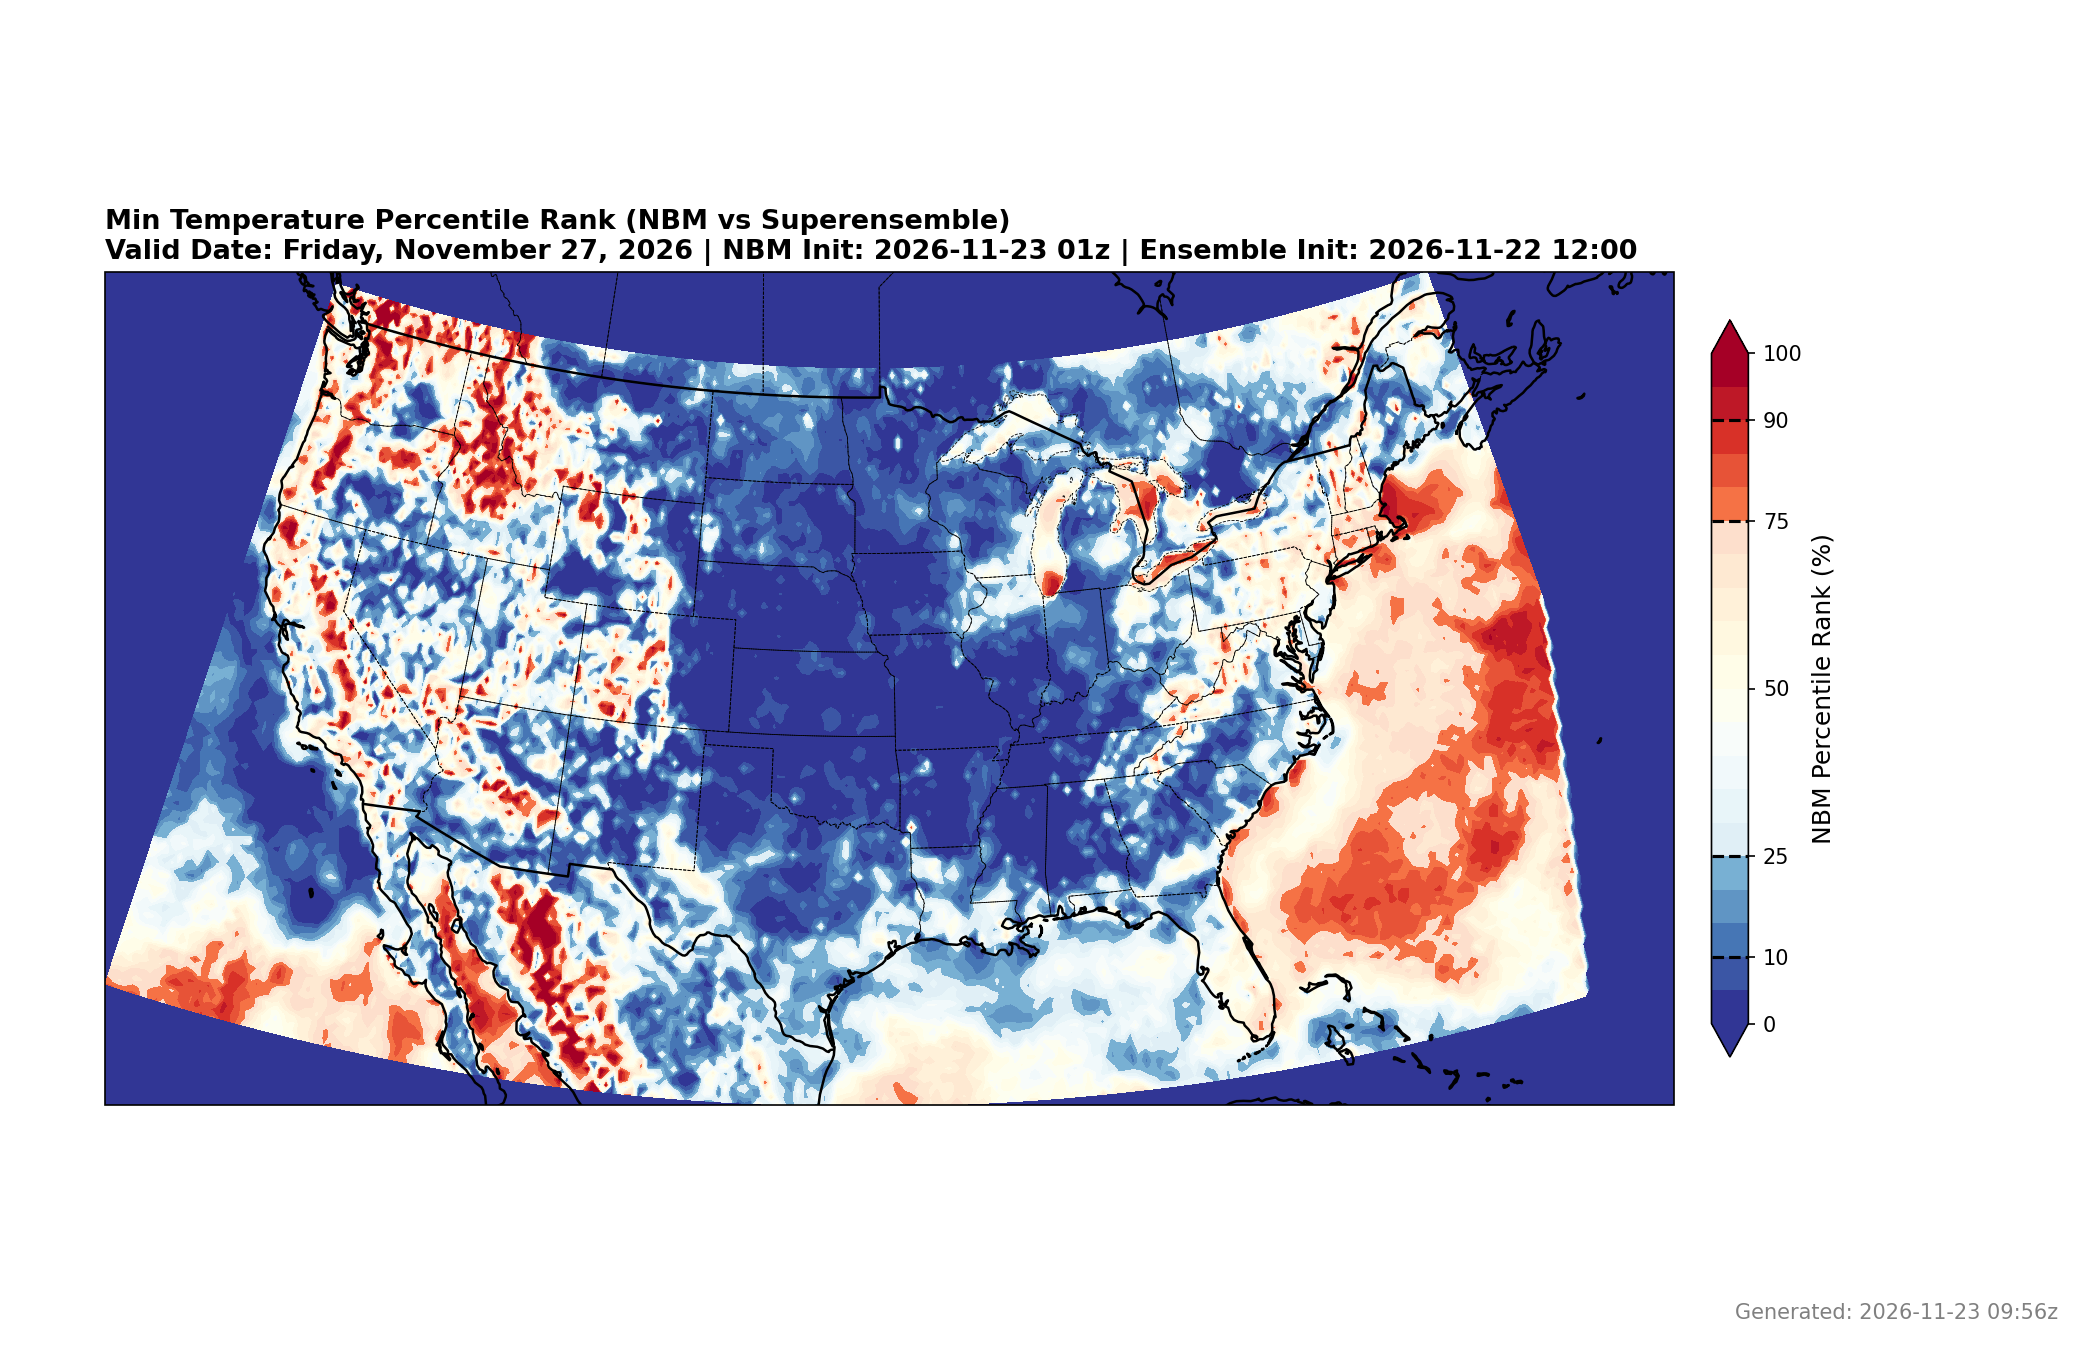 Min Temperature Percentile Rank (NBM vs Superensemble)
Valid Date: Friday, November 27, 2026 | NBM Init: 2026-11-23 01z | Ensemble Init: 2026-11-22 12:00
100
90
75
50
25
10
0
NBM Percentile Rank (%)
Generated: 2026-11-23 09:56z